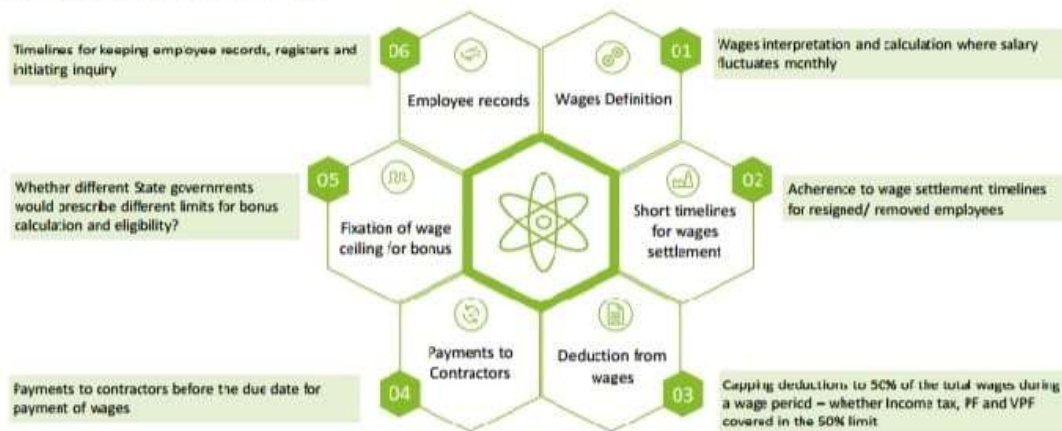 01
Wages Definition
Wages interpretation and calculation where salary
fluctuates monthly
02
Short timelines
for wages
settlement
Adherence to wage settlement timelines
for resigned/ removed employees
03
Deduction from
wages
Capping deductions to 50% of the total wages during
a wage period – whether Income tax, PF and VPF
covered in the 50% limit
04
Payments to
Contractors
Payments to contractors before the due date for
payment of wages
05
Fixation of wage
ceiling for bonus
Whether different State governments
would prescribe different limits for bonus
calculation and eligibility?
06
Employee records
Timelines for keeping employee records, registers and
initiating inquiry